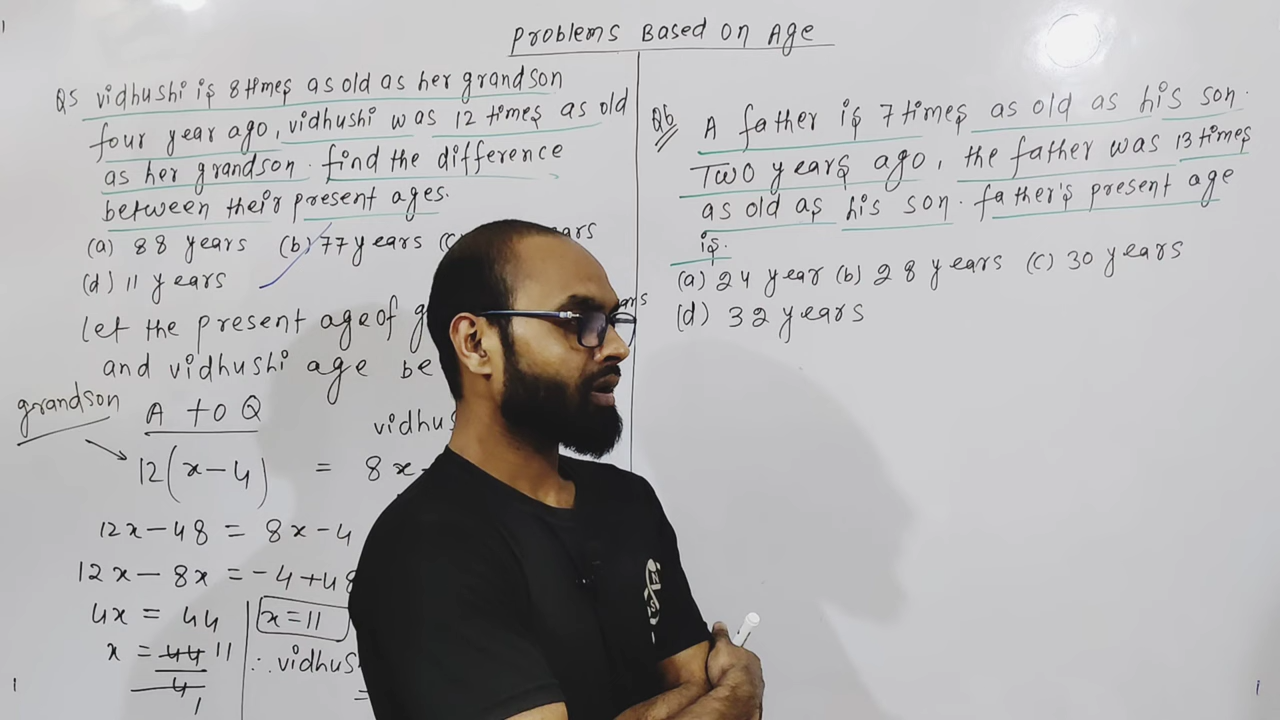 Problems Based On Age
Q5 vidhushi is 8 times as old as her grandson
four year ago, vidhushi was 12 times as old
as her grandson. find the difference
between their present ages.
(a) 88 years (b) 77 years
(d) 11 years
Let the present age of
and vidhushi age be
grandson
A to Q
12(x-4) = 8x-
12x-48 = 8x-4
12x-8x = -4+48
4x = 44
x = 44 11
4 1
x=11
∴ vidhus
=
Q6 A father is 7 times as old as his son.
Two years ago, the father was 13 times
as old as his son. father's present age
is.
(a) 24 year (b) 28 years (c) 30 years
(d) 32 years